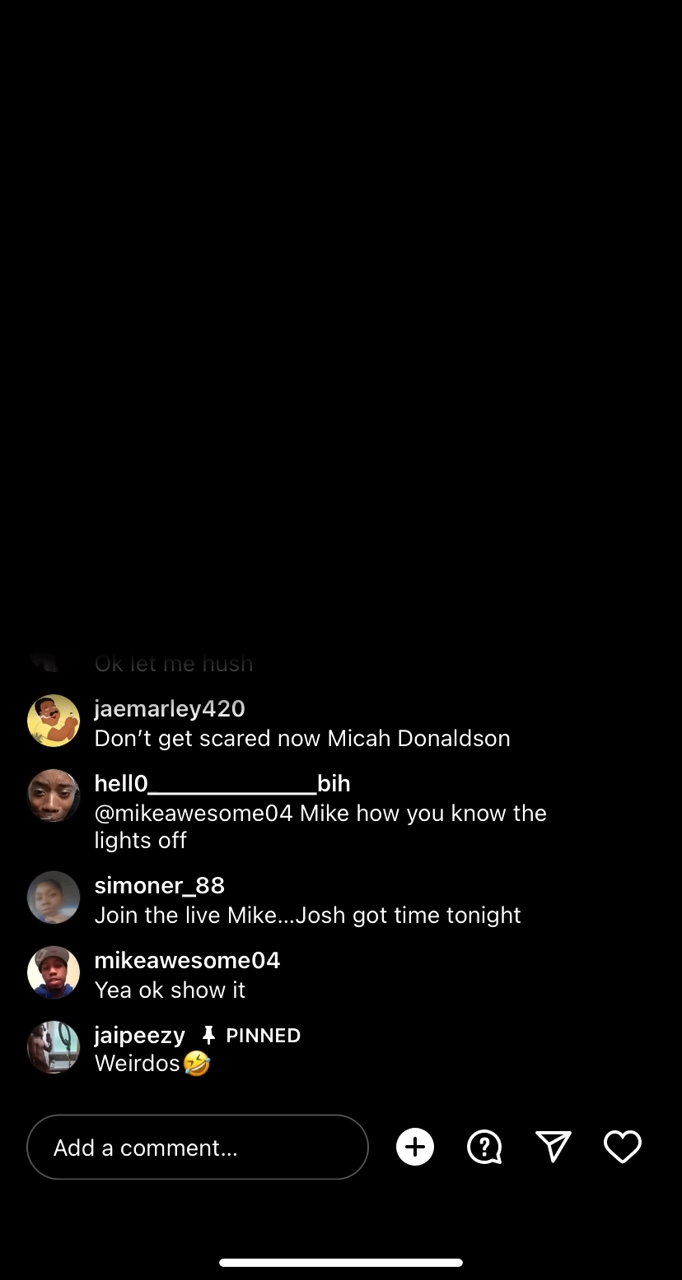 Ok let me hush
jaemarley420
Don't get scared now Micah Donaldson
hell0______________bih
@mikeawesome04 Mike how you know the
lights off
simoner_88
Join the live Mike...Josh got time tonight
mikeawesome04
Yea ok show it
jaipeezy PINNED
Weirdos🤣
Add a comment...